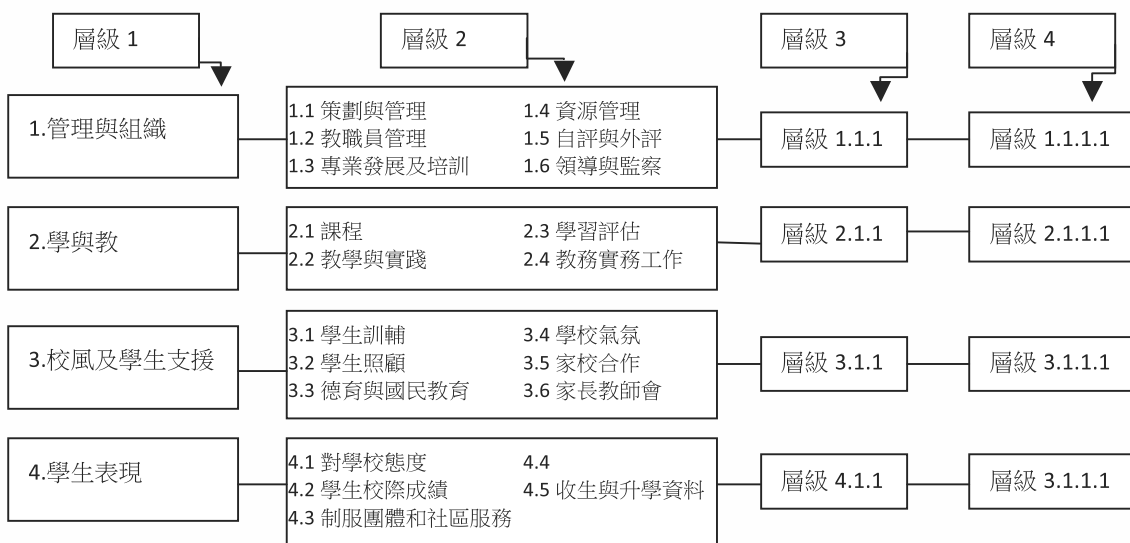 層級 1
層級 2
層級 3
層級 4
1.管理與組織
1.1 策劃與管理 1.4 資源管理
1.2 教職員管理 1.5 自評與外評
1.3 專業發展及培訓 1.6 領導與監察
層級 1.1.1
層級 1.1.1.1
2.學與教
2.1 課程 2.3 學習評估
2.2 教學與實踐 2.4 教務實務工作
層級 2.1.1
層級 2.1.1.1
3.校風及學生支援
3.1 學生訓輔 3.4 學校氣氛
3.2 學生照顧 3.5 家校合作
3.3 德育與國民教育 3.6 家長教師會
層級 3.1.1
層級 3.1.1.1
4.學生表現
4.1 對學校態度 4.4
4.2 學生校際成績 4.5 收生與升學資料
4.3 制服團體和社區服務
層級 4.1.1
層級 3.1.1.1